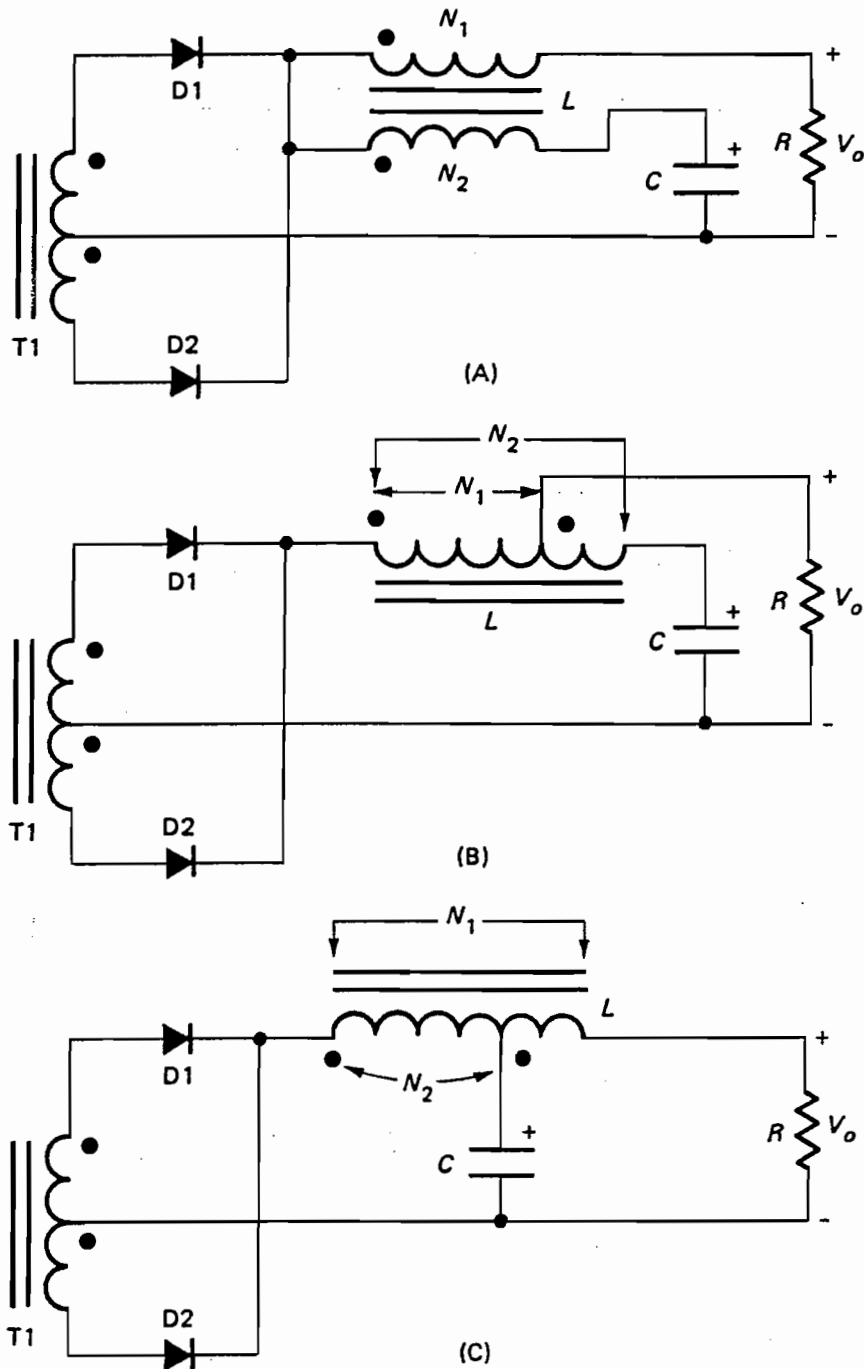 N₁
D1
L
+
R
Vₒ
N₂
C
+
-
T1
D2
(A)
N₂
N₁
+
D1
L
C
+
R
Vₒ
-
T1
D2
(B)
N₁
L
D1
+
N₂
C
+
R
Vₒ
-
T1
D2
(C)